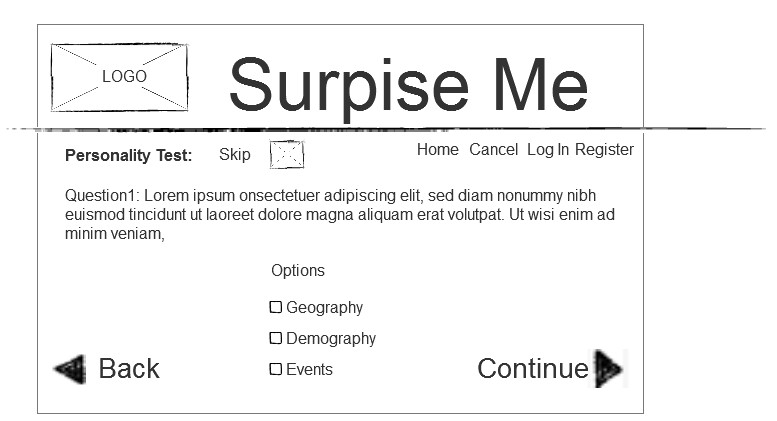 LOGO
Surpise Me
Personality Test: Skip
Home Cancel Log In Register
Question1: Lorem ipsum onsectetuer adipiscing elit, sed diam nonummy nibh
euismod tincidunt ut laoreet dolore magna aliquam erat volutpat. Ut wisi enim ad
minim veniam,
Options
Geography
Demography
Events
Back
Continue